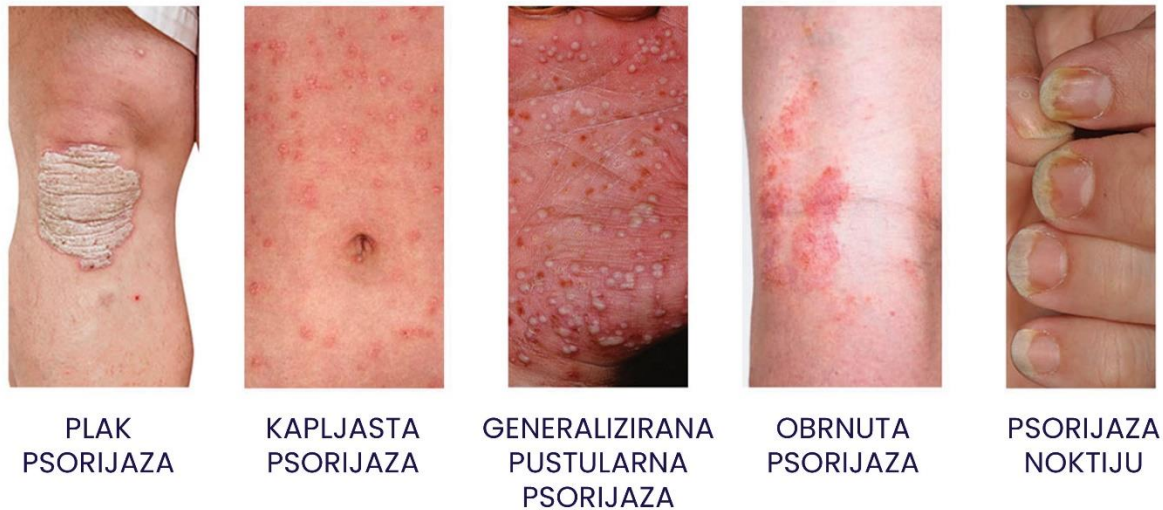 PLAK
PSORIJAZA
KAPLJASTA
PSORIJAZA
GENERALIZIRANA
PUSTULARNA
PSORIJAZA
OBRNUTA
PSORIJAZA
PSORIJAZA
NOKTIJU